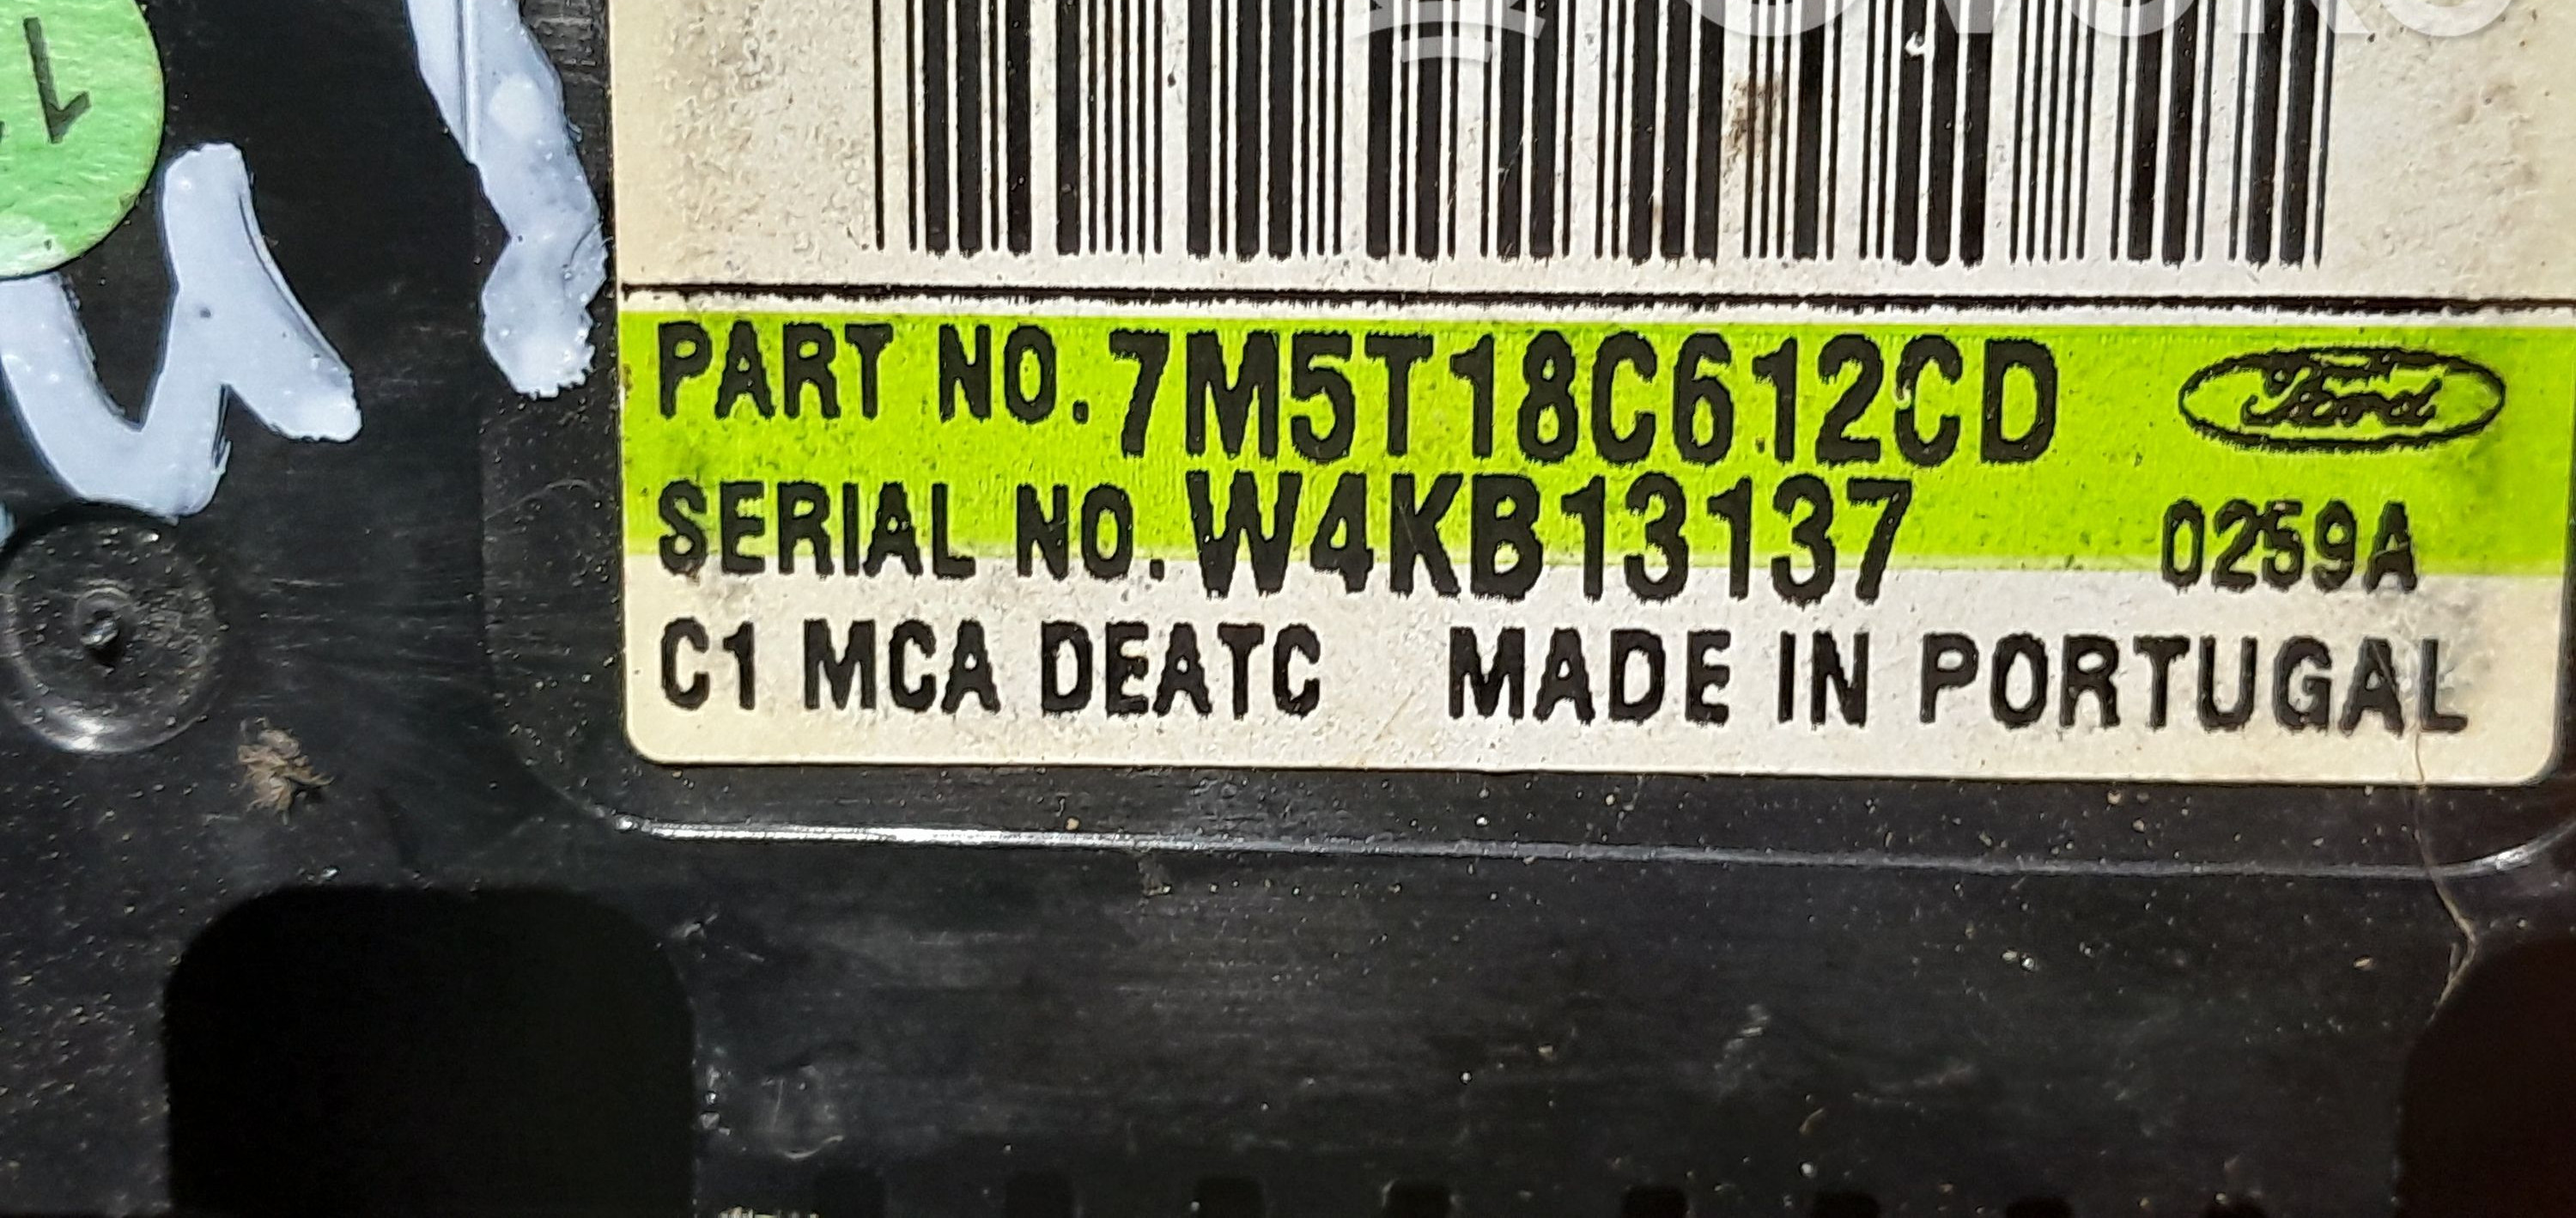 PART NO. 7M5T18C612CD Ford
SERIAL NO. W4KB13137 0259A
C1 MCA DEATC MADE IN PORTUGAL